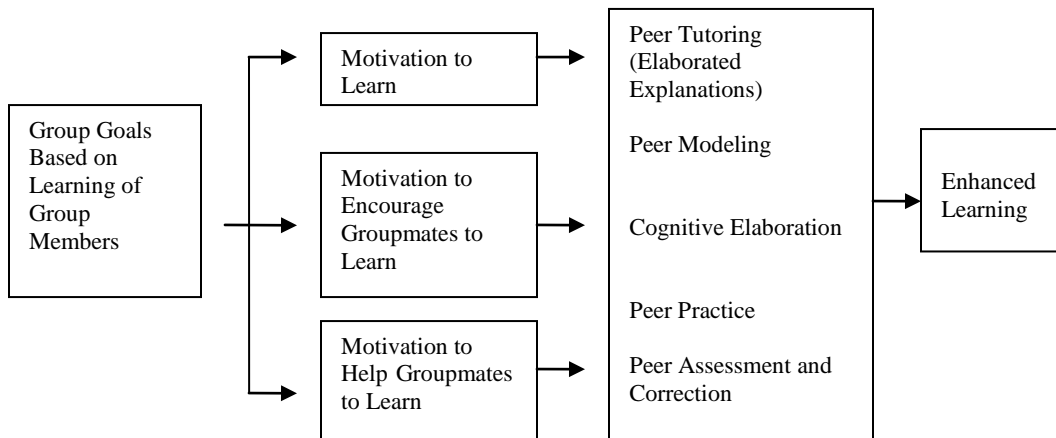 Group Goals
Based on
Learning of
Group
Members
Motivation to
Learn
Motivation to
Encourage
Groupmates to
Learn
Motivation to
Help Groupmates
to Learn
Peer Tutoring
(Elaborated
Explanations)
Peer Modeling
Cognitive Elaboration
Peer Practice
Peer Assessment and
Correction
Enhanced
Learning